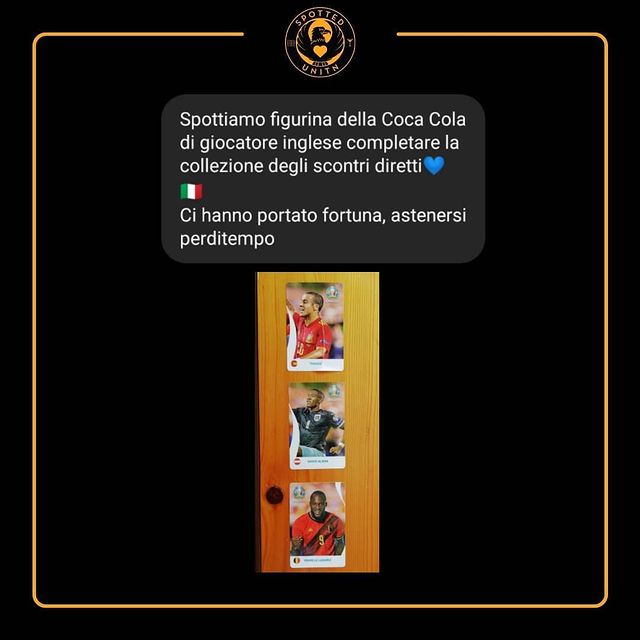 SPOTTED
UNITN
Spottiamo figurina della Coca Cola
di giocatore inglese completare la
collezione degli scontri diretti💙
🇮🇹
Ci hanno portato fortuna, astenersi
perditempo
9